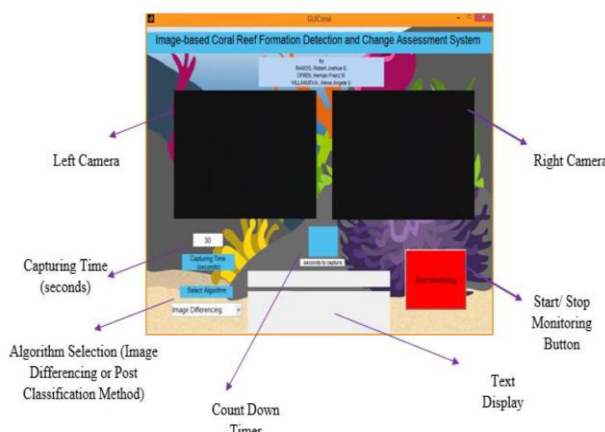 GUICoral
Image-based Coral Reef Formation Detection and Change Assessment System
by
RAMOS, Robert Joshua D.
OFREN, Hernan Franz M.
VILLANUEVA, Alexa Angela C.
Left Camera
Right Camera
30
Capturing Time
(seconds)
seconds to capture
Start Monitoring
Select Algorithm
Image Differencing
Capturing Time
(seconds)
Start/ Stop
Monitoring
Button
Algorithm Selection (Image
Differencing or Post
Classification Method)
Text
Display
Count Down
Timer